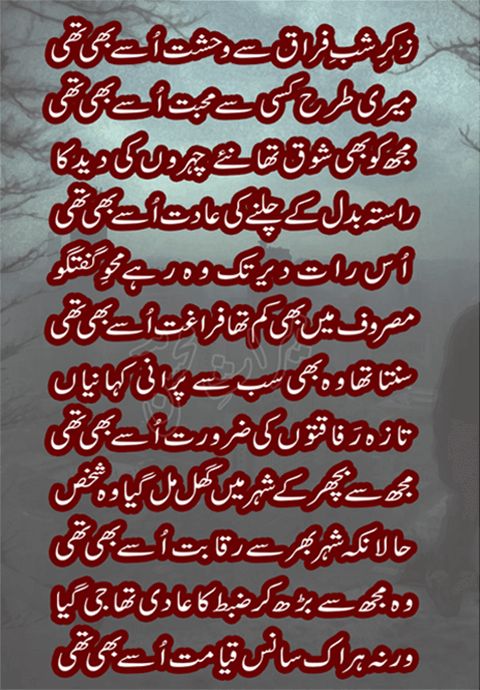 ذکرِ شبِ فراق سے وحشت اُسے بھی تھی
میری طرح کسی سے محبت اُسے بھی تھی
مجھ کو بھی شوق تھا نئے چہروں کی دید کا
راستہ بدل کے چلنے کی عادت اُسے بھی تھی
اُس رات دیر تک وہ رہے محوِ گفتگو
مصروف میں بھی کم تھا فراغت اُسے بھی تھی
سنتا تھا وہ بھی سب سے پرانی کہانیاں
تازہ رَفاقتوں کی ضرورت اُسے بھی تھی
مجھ سے بچھر کے شہر میں گھل مل گیا وہ شخص
حالانکہ شہر بھر سے رقابت اُسے بھی تھی
وہ مجھ سے بڑھ کر ضبط کا عادی تھا جی گیا
ورنہ ہر اک سانس قیامت اُسے بھی تھی